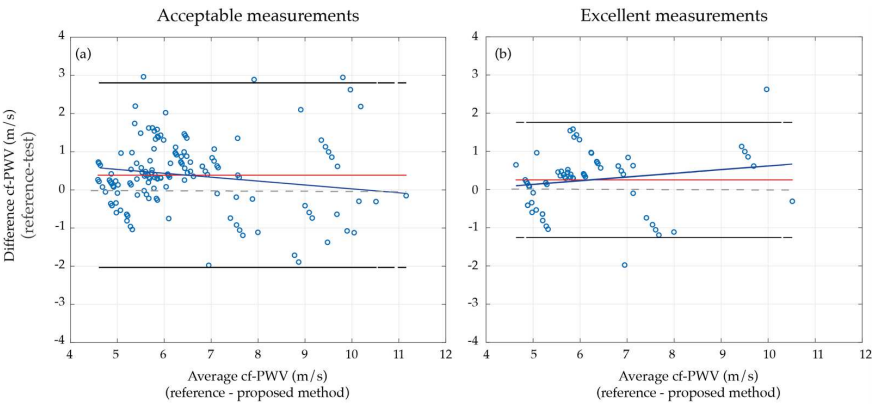 Acceptable measurements
Excellent measurements
Difference cf-PWV (m/s)
(reference-test)
(a)
4
3
2
1
0
-1
-2
-3
-4
4 5 6 7 8 9 10 11 12
Average cf-PWV (m/s)
(reference - proposed method)
(b)
4
3
2
1
0
-1
-2
-3
-4
4 5 6 7 8 9 10 11 12
Average cf-PWV (m/s)
(reference - proposed method)